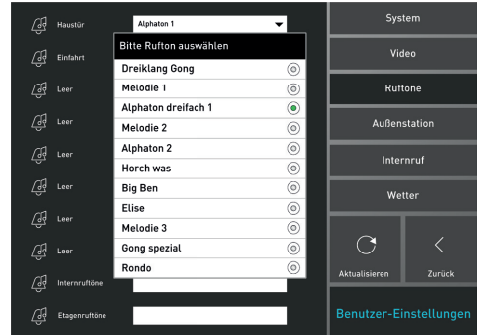 Haustür
Alphaton 1
Einfahrt
Leer
Leer
Leer
Leer
Leer
Leer
Internruftöne
Etagenruftöne
Bitte Rufton auswählen
Dreiklang Gong
Melodie 1
Alphaton dreifach 1
Melodie 2
Alphaton 2
Horch was
Big Ben
Elise
Melodie 3
Gong spezial
Rondo
System
Video
Ruftöne
Außenstation
Internruf
Wetter
Aktualisieren
Zurück
Benutzer-Einstellungen